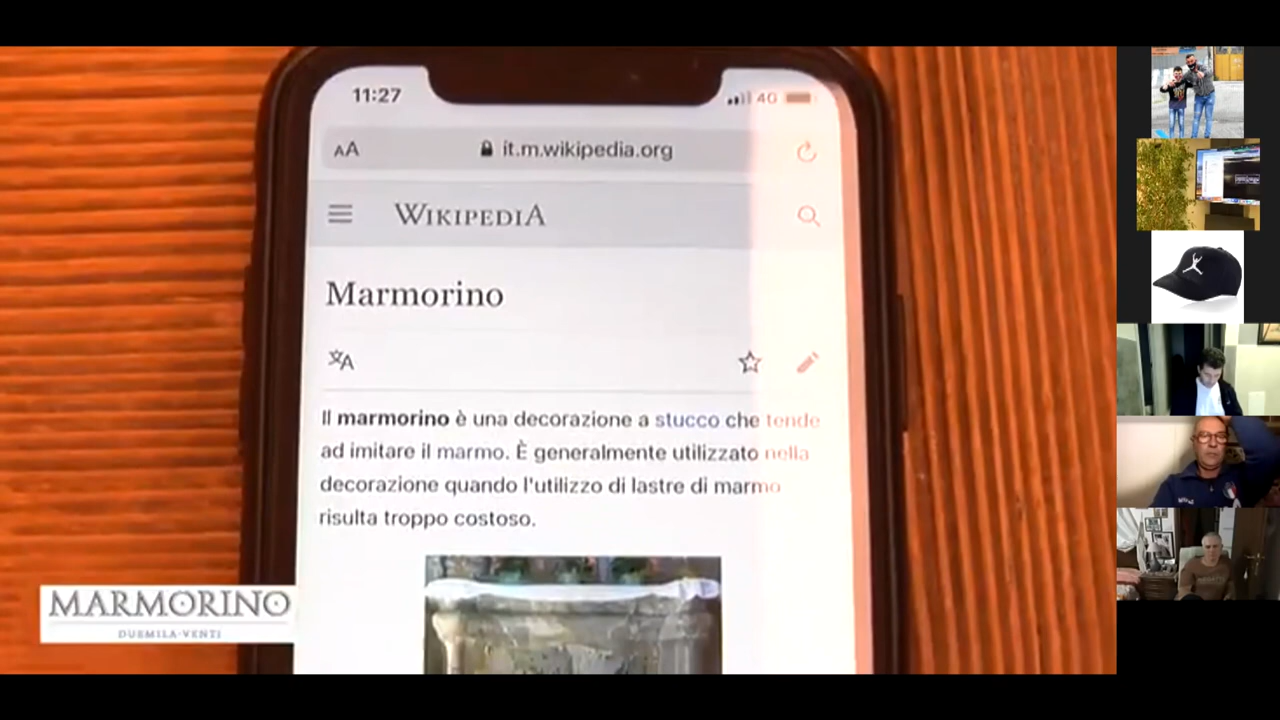 11:27
4G
AA
it.m.wikipedia.org
WIKIPEDIA
Marmorino
Il marmorino è una decorazione a stucco che tende
ad imitare il marmo. È generalmente utilizzato nella
decorazione quando l'utilizzo di lastre di marmo
risulta troppo costoso.
MARMORINO
DUEMILA-VENTI